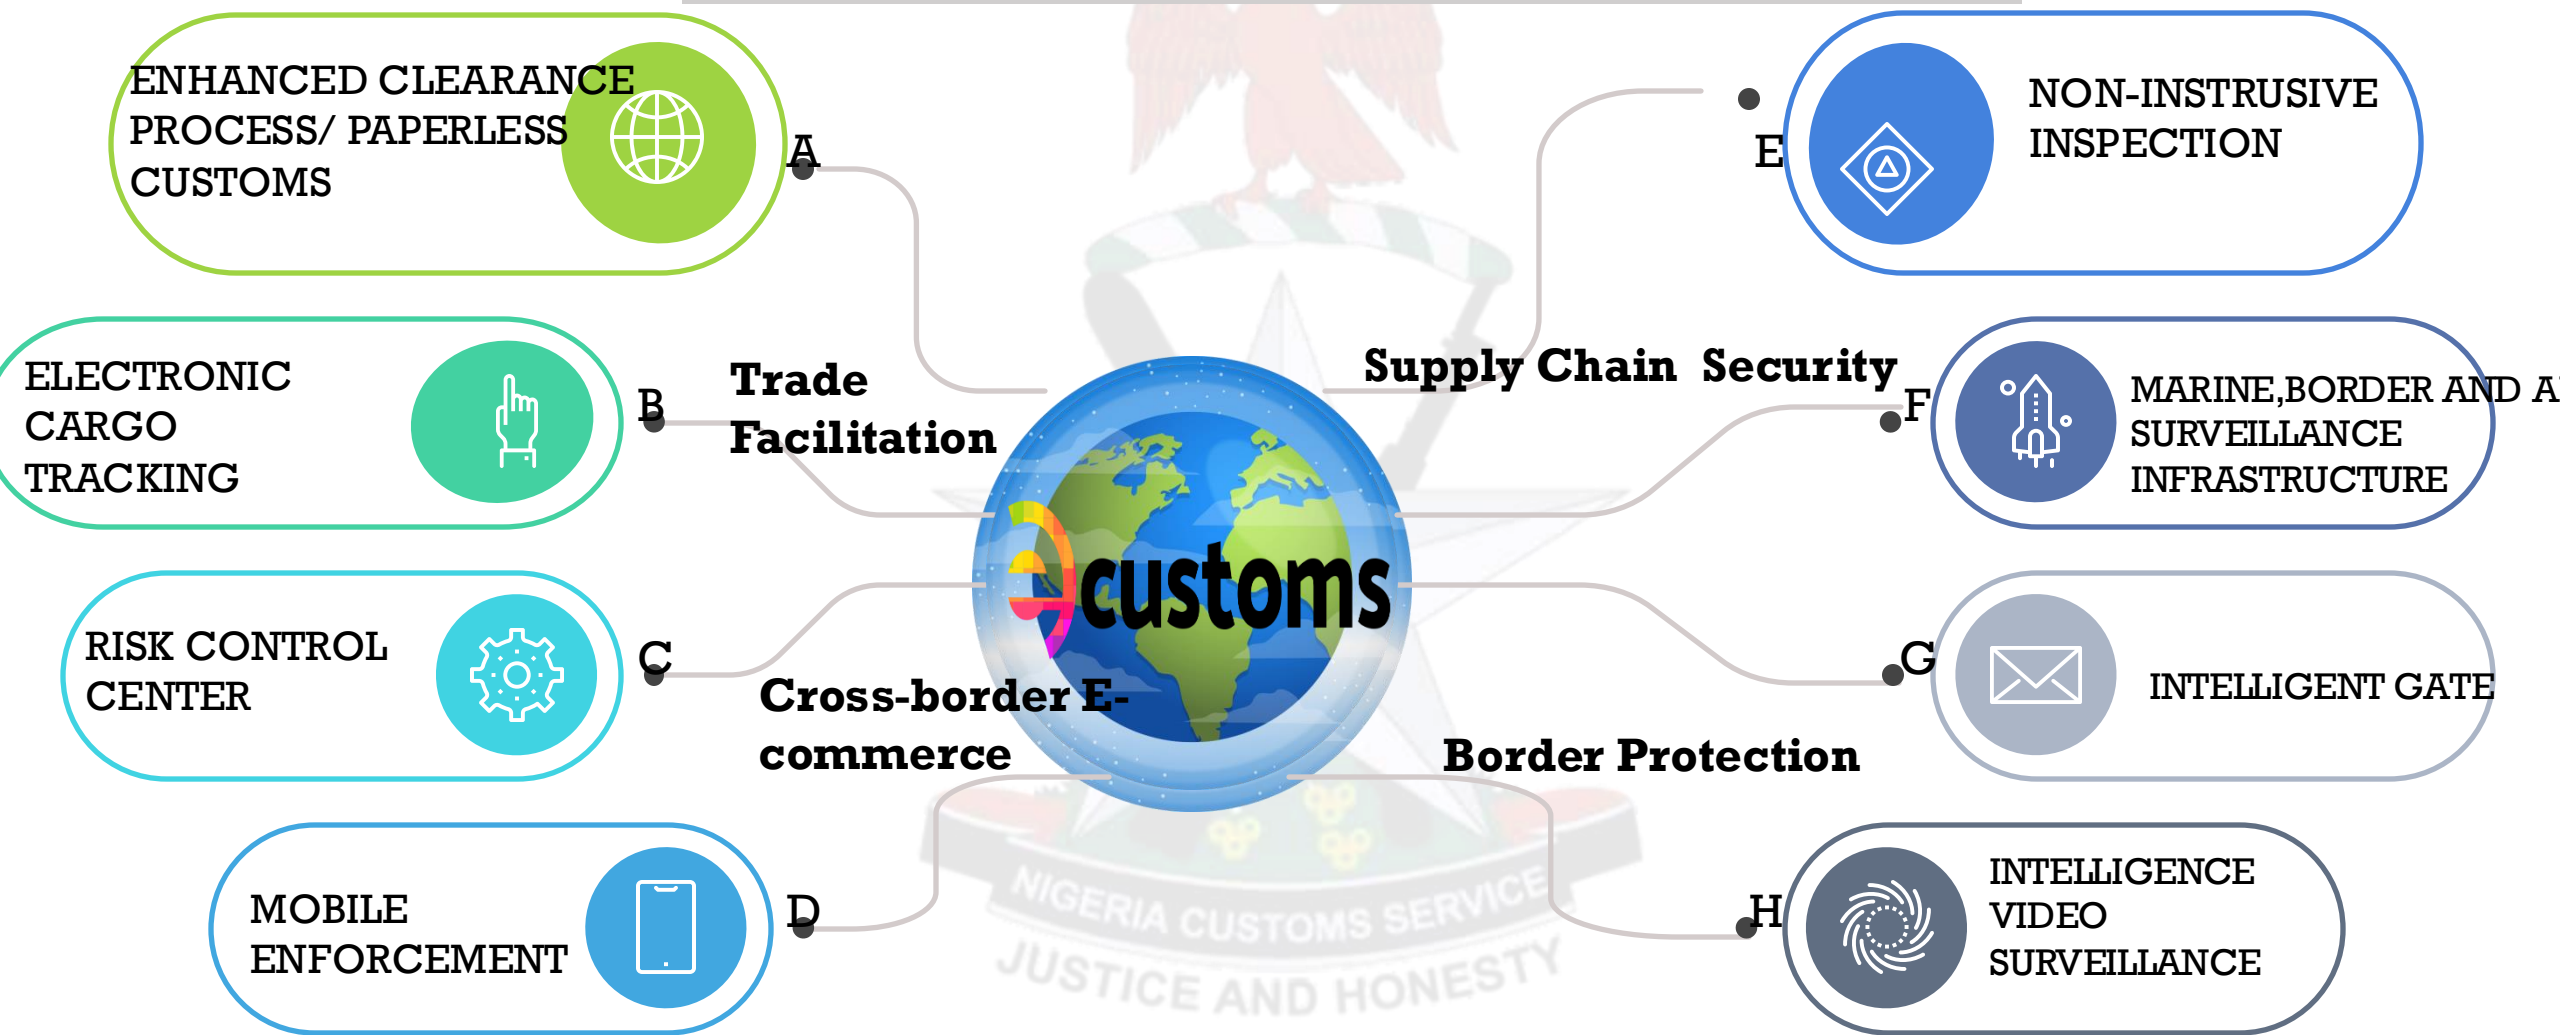 ENHANCED CLEARANCE
PROCESS/ PAPERLESS
CUSTOMS
A
ELECTRONIC
CARGO
TRACKING
B
RISK CONTROL
CENTER
C
MOBILE
ENFORCEMENT
D
Trade
Facilitation
Cross-border E-
commerce
e customs
Supply Chain Security
Border Protection
E
NON-INSTRUSIVE
INSPECTION
F
MARINE,BORDER AND
SURVEILLANCE
INFRASTRUCTURE
G
INTELLIGENT GATE
H
INTELLIGENCE
VIDEO
SURVEILLANCE
NIGERIA CUSTOMS SERVICE
JUSTICE AND HONESTY